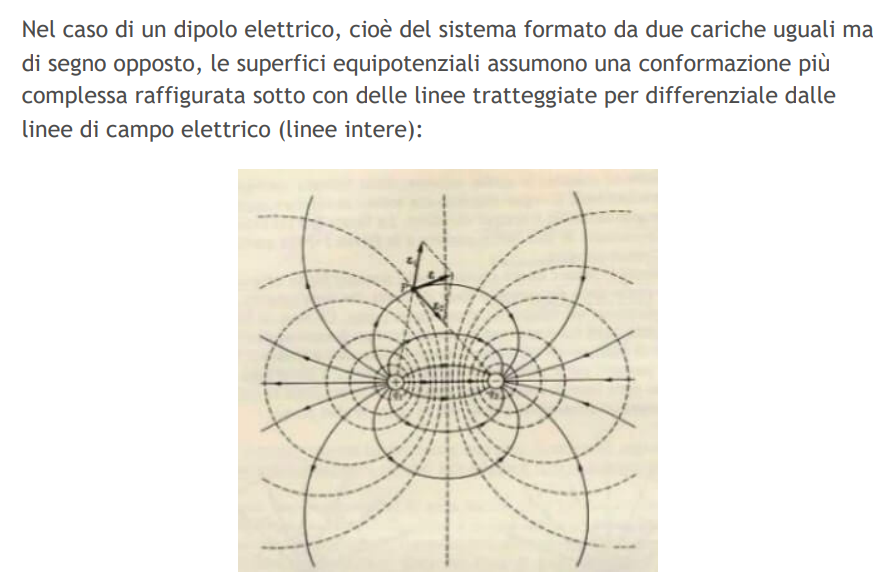 Nel caso di un dipolo elettrico, cioè del sistema formato da due cariche uguali ma
di segno opposto, le superfici equipotenziali assumono una conformazione più
complessa raffigurata sotto con delle linee tratteggiate per differenziale dalle
linee di campo elettrico (linee intere):